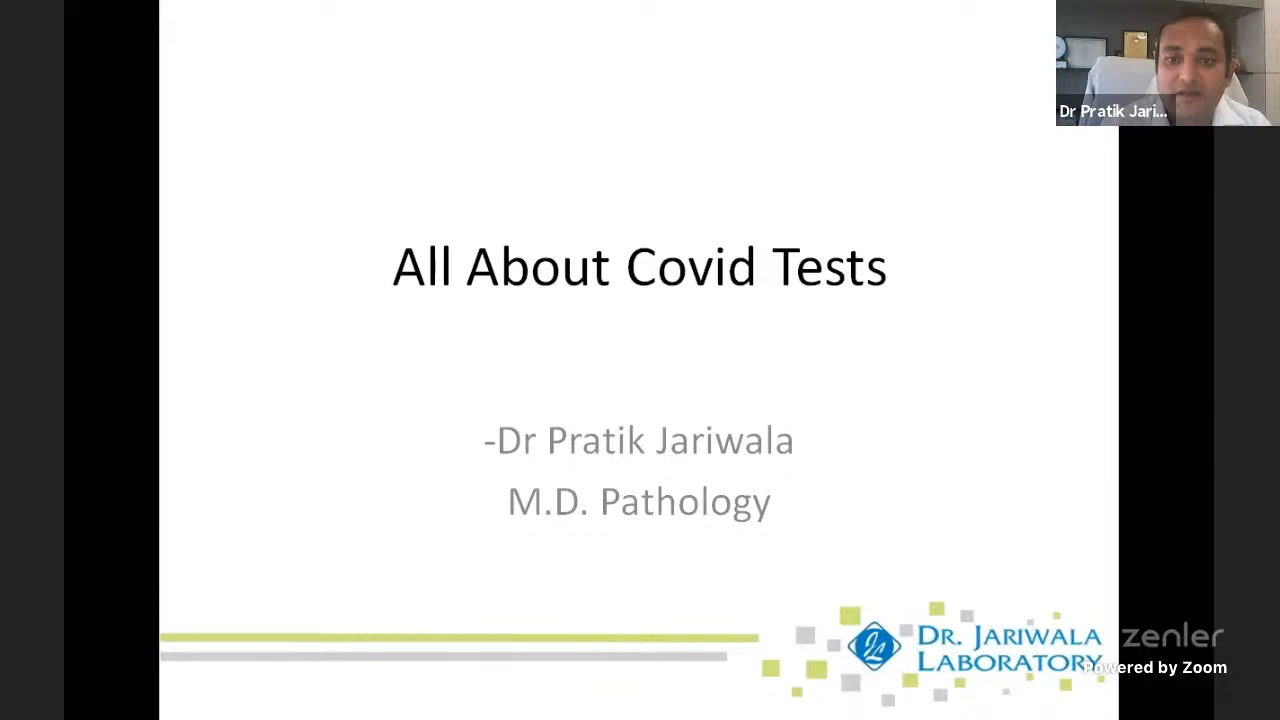 Dr Pratik Jari...
All About Covid Tests
-Dr Pratik Jariwala
M.D. Pathology
DR. JARIWALA
LABORATORY
zenler
Powered by Zoom